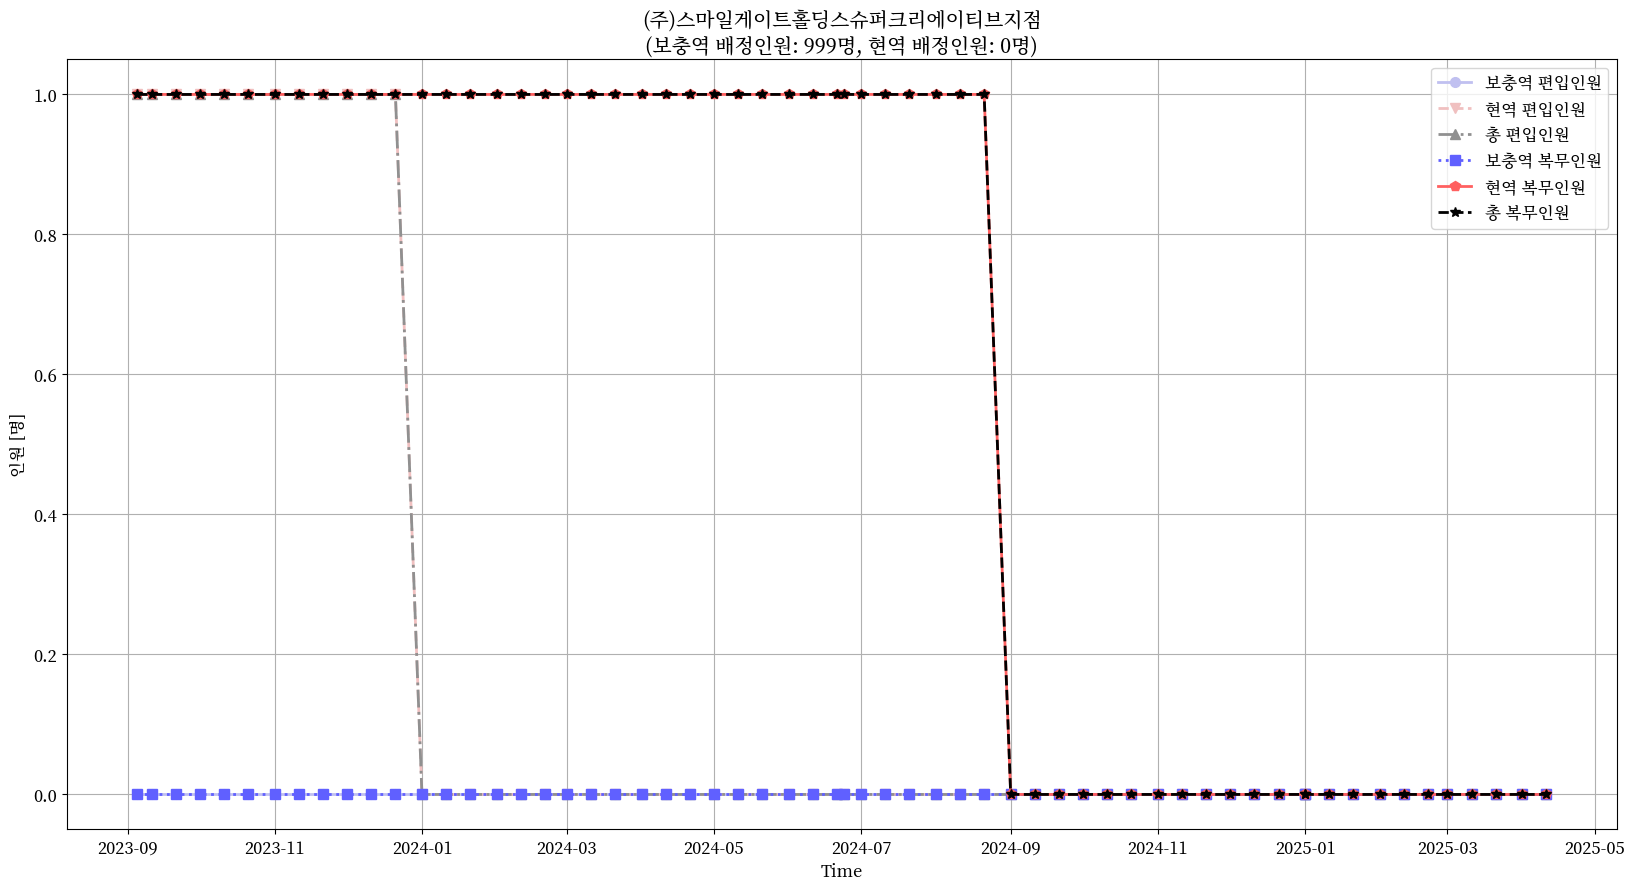 (주)스마일게이트홀딩스슈퍼크리에이티브지점
(보충역 배정인원: 999명, 현역 배정인원: 0명)
보충역 편입인원
현역 편입인원
총 편입인원
보충역 복무인원
현역 복무인원
총 복무인원
인원 [명]
1.0
0.8
0.6
0.4
0.2
0.0
2023-09 2023-11 2024-01 2024-03 2024-05 2024-07 2024-09 2024-11 2025-01 2025-03 2025-05
Time